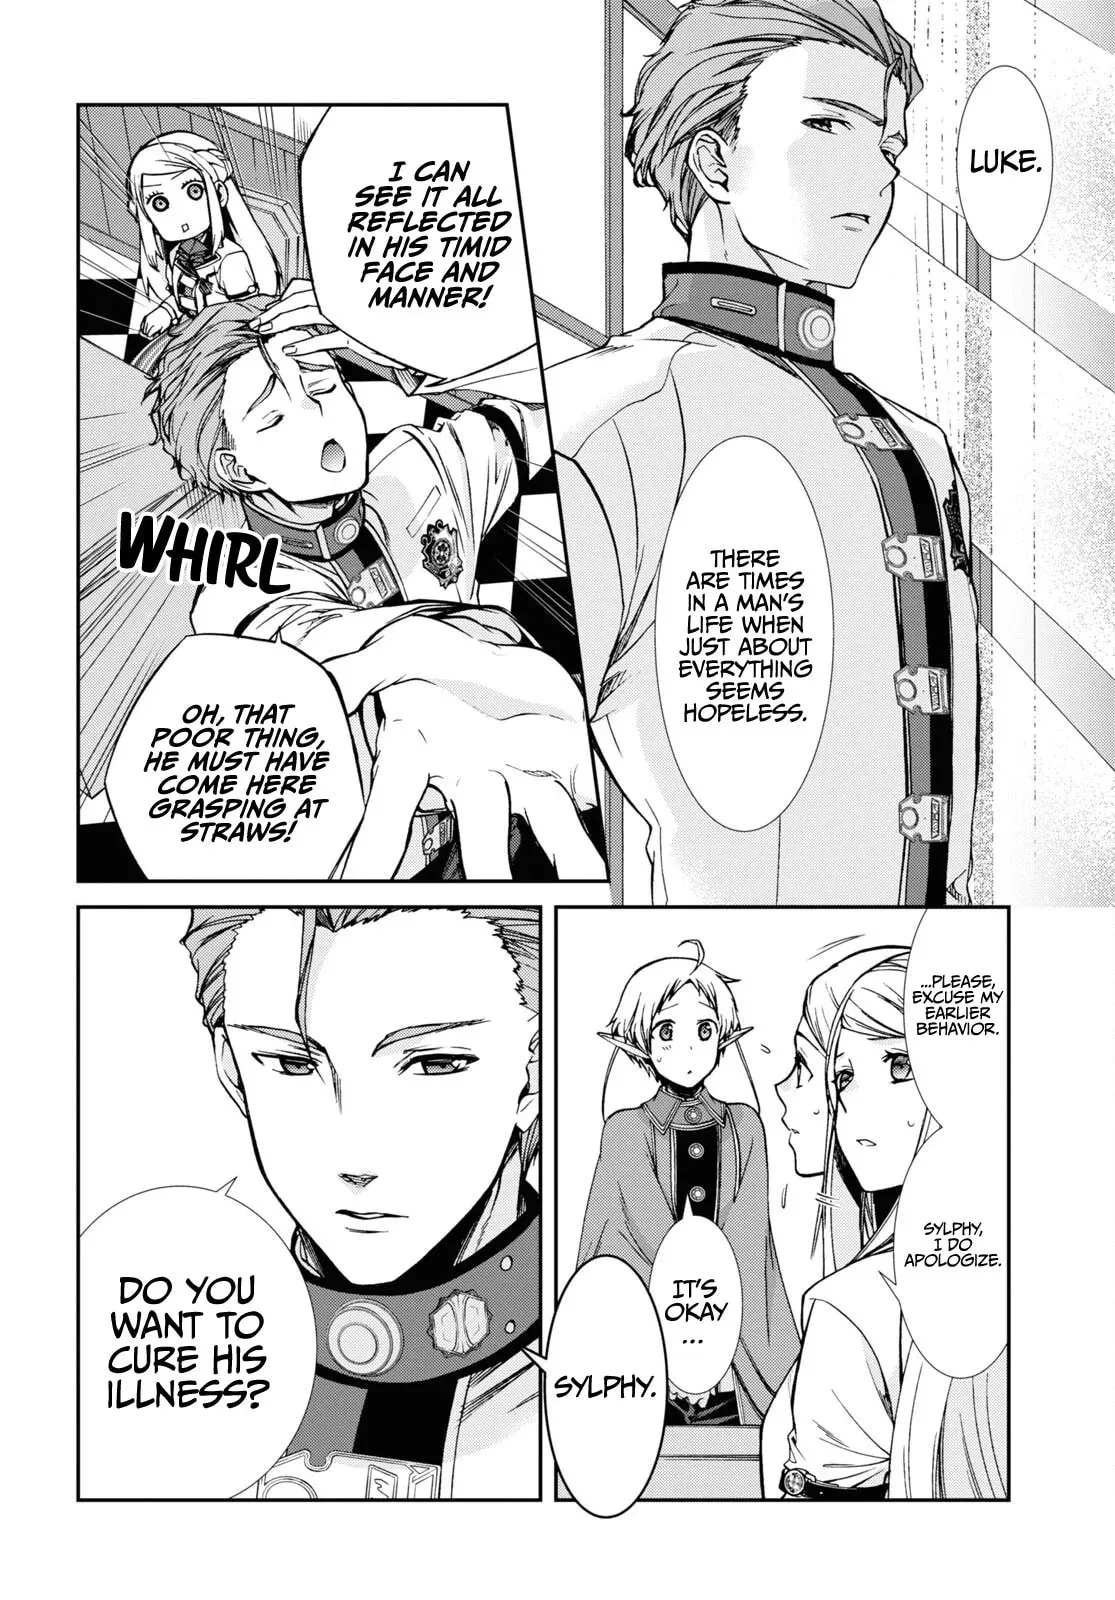 LUKE.
THERE
ARE TIMES
IN A MAN'S
LIFE WHEN
JUST ABOUT
EVERYTHING
SEEMS
HOPELESS.
I CAN
SEE IT ALL
REFLECTED
IN HIS TIMID
FACE AND
MANNER!
WHIRL
OH, THAT
POOR THING,
HE MUST HAVE
COME HERE
GRASPING AT
STRAWS!
...PLEASE,
EXCUSE MY
EARLIER
BEHAVIOR.
SYLPHY,
I DO
APOLOGIZE.
IT'S
OKAY
...
SYLPHY.
DO YOU
WANT TO
CURE HIS
ILLNESS?